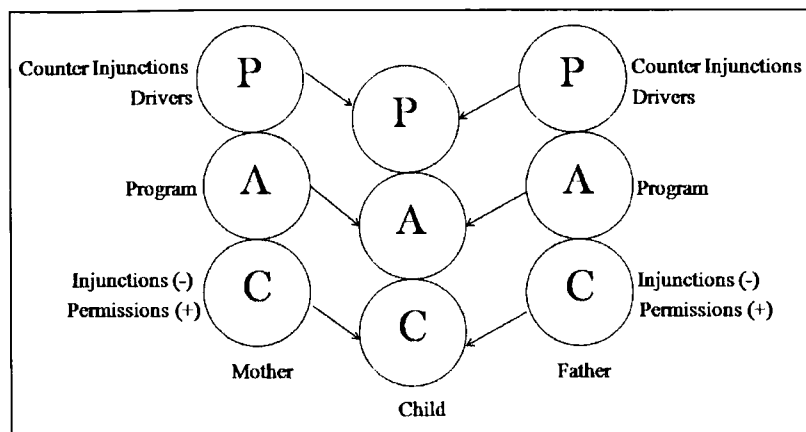 Counter Injunctions
Drivers
P
P
P
Counter Injunctions
Drivers
Program
A
A
A
Program
Injunctions (-)
Permissions (+)
C
C
C
Injunctions (-)
Permissions (+)
Mother
Child
Father